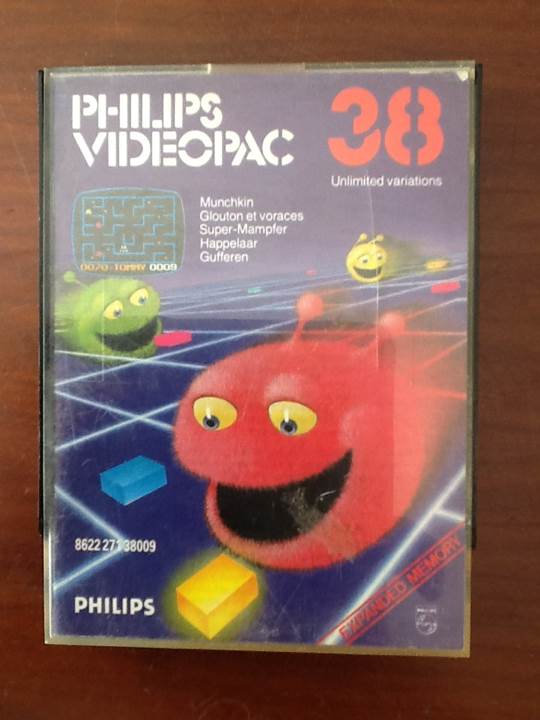 PHILIPS
VIDEOPAC
38
Unlimited variations
Munchkin
Glouton et voraces
Super-Mampfer
Happelaar
Gufferen
0070 TOMMY 0009
8622 271 38009
PHILIPS
EXPANDED MEMORY